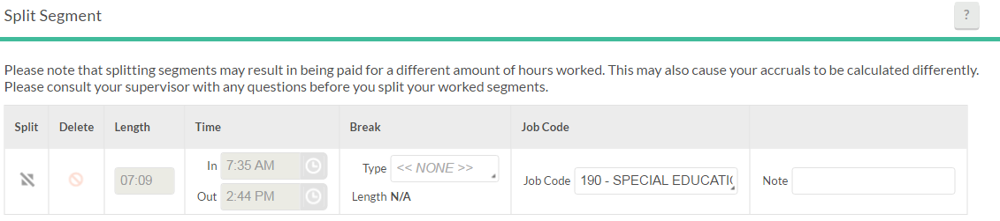 Split Segment
?
Please note that splitting segments may result in being paid for a different amount of hours worked. This may also cause your accruals to be calculated differently.
Please consult your supervisor with any questions before you split your worked segments.
Split Delete Length Time Break Job Code
07:09
In 7:35 AM
Out 2:44 PM
Type << NONE >>
Length N/A
Job Code 190 - SPECIAL EDUCATI
Note